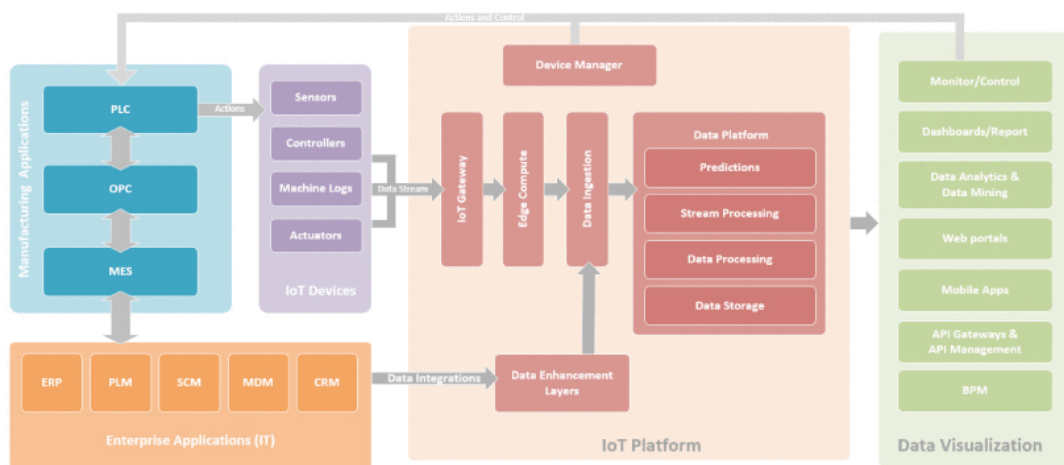 Actions and Control
Manufacturing Applications
PLC
OPC
MES
Actions
Sensors
Controllers
Machine Logs
Actuators
IoT Devices
Data Stream
Device Manager
IoT Gateway
Edge Compute
Data Ingestion
Data Platform
Predictions
Stream Processing
Data Processing
Data Storage
Data Enhancement
Layers
IoT Platform
ERP
PLM
SCM
MDM
CRM
Enterprise Applications (IT)
Data Integrations
Monitor/Control
Dashboards/Report
Data Analytics &
Data Mining
Web portals
Mobile Apps
API Gateways &
API Management
BPM
Data Visualization